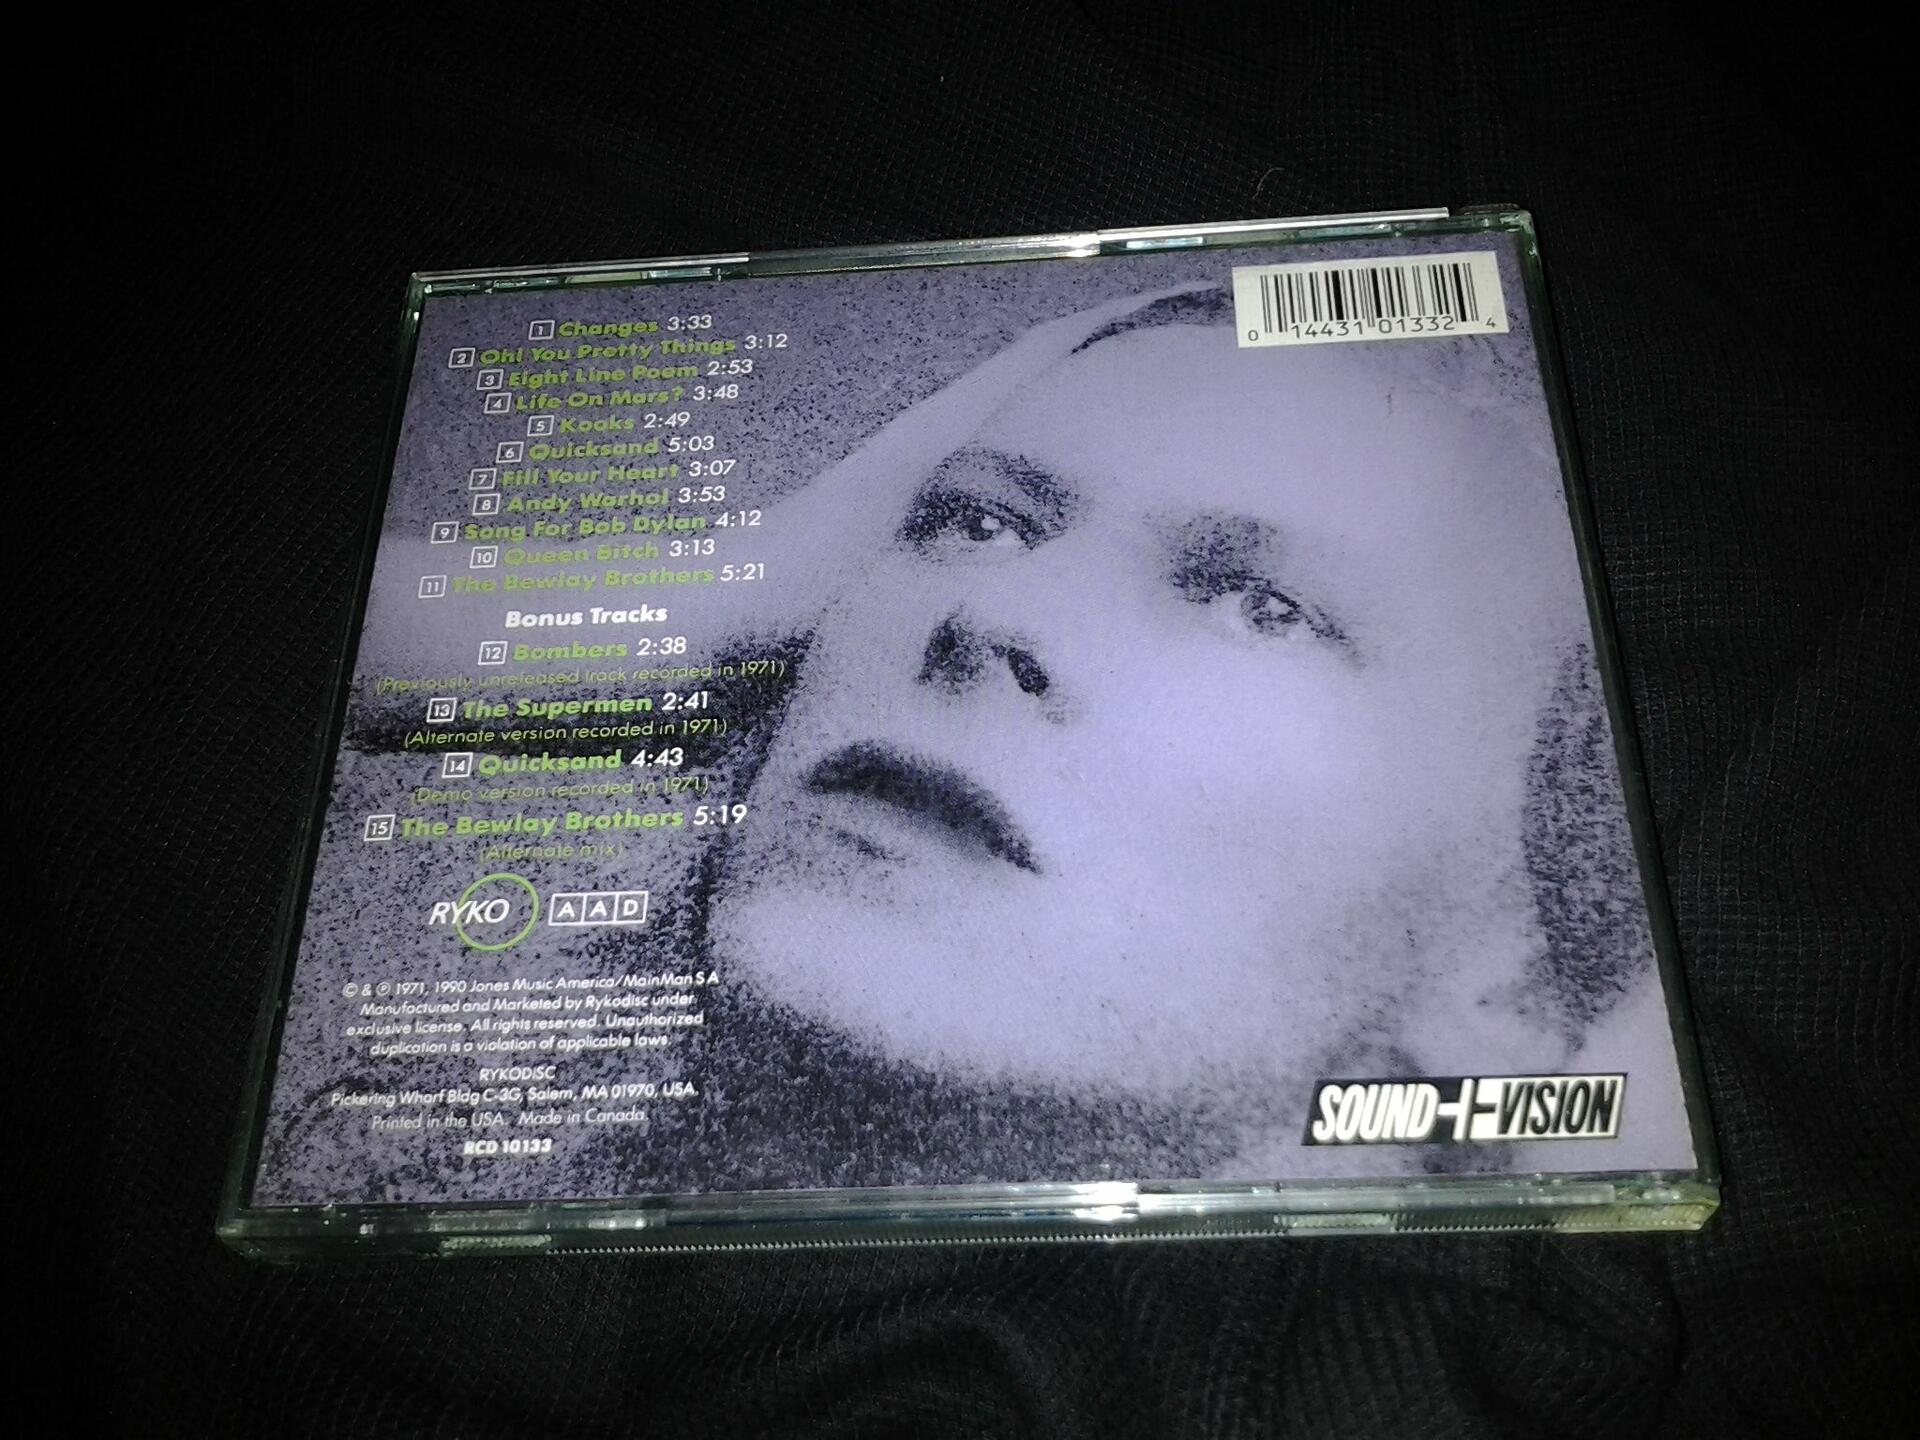 1 Changes 3:33
2 Oh! You Pretty Things 3:12
3 Eight Line Poem 2:53
4 Life On Mars? 3:48
5 Kooks 2:49
6 Quicksand 5:03
7 Fill Your Heart 3:07
8 Andy Warhol 3:53
9 Song For Bob Dylan 4:12
10 Queen Bitch 3:13
11 The Bewlay Brothers 5:21
Bonus Tracks
12 Bombers 2:38
(Previously unreleased track recorded in 1971)
13 The Supermen 2:41
(Alternate version recorded in 1971)
14 Quicksand 4:43
(Demo version recorded in 1971)
15 The Bewlay Brothers 5:19
(Alternate mix)
RYKO AAD
© & ℗ 1971, 1990 Jones Music America/MainMan S A
Manufactured and Marketed by Rykodisc under
exclusive license. All rights reserved. Unauthorized
duplication is a violation of applicable laws.
RYKODISC
Pickering Wharf Bldg C-3G, Salem, MA 01970, USA.
Printed in the USA. Made in Canada.
RCD 10133
0 14431 01332 4
SOUND+VISION